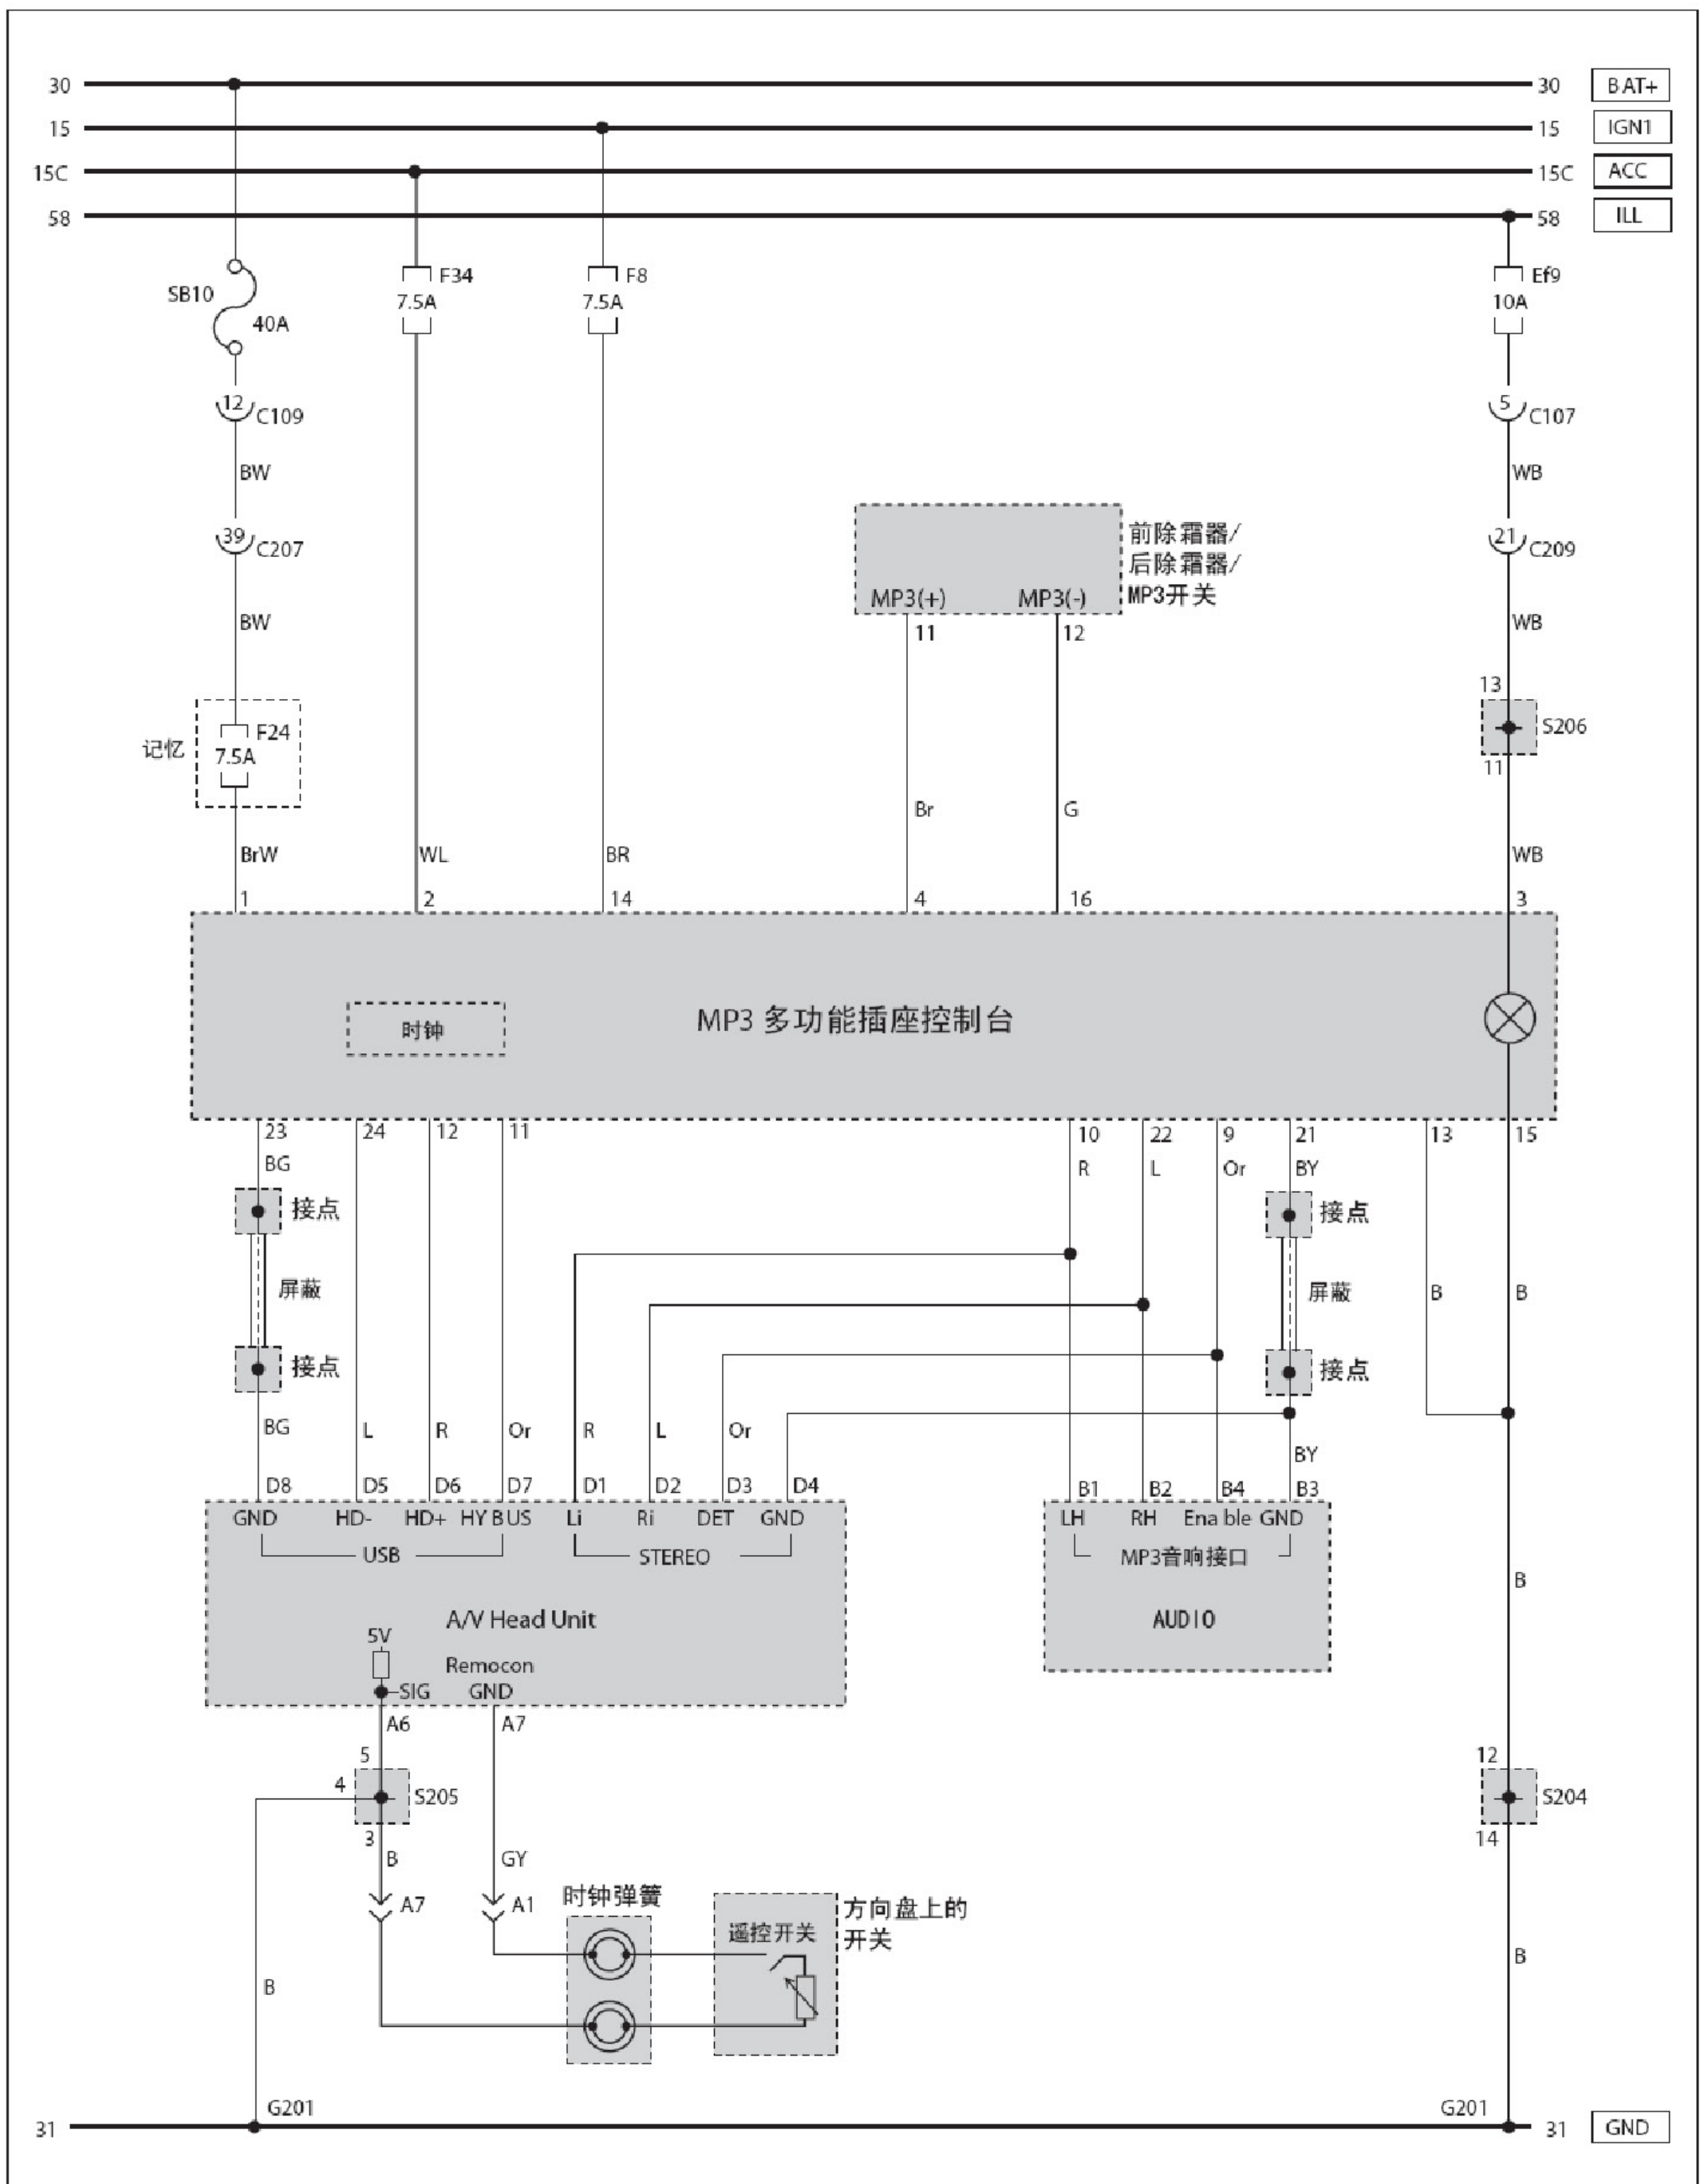 30
30
BAT+
15
15
IGN1
15C
15C
ACC
58
58
ILL
SB10
40A
F34
7.5A
F8
7.5A
Ef9
10A
12
C109
5
C107
BW
WB
39
C207
21
C209
前除霜器/
后除霜器/
MP3开关
MP3(+)
MP3(-)
11
12
BW
WB
13
S206
11
记忆
F24
7.5A
Br
G
BrW
WL
BR
WB
1
2
14
4
16
3
时钟
MP3 多功能插座控制台
23
24
12
11
10
22
9
21
13
15
BG
R
L
Or
BY
接点
接点
屏蔽
屏蔽
B
B
接点
接点
BG
L
R
Or
R
L
Or
BY
D8
D5
D6
D7
D1
D2
D3
D4
B1
B2
B4
B3
GND
HD-
HD+
HY BUS
Li
Ri
DET
GND
LH
RH
Ena ble
GND
USB
STEREO
MP3音响接口
B
A/V Head Unit
AUDIO
5V
Remocon
SIG
GND
A6
A7
5
4
S205
3
12
S204
14
B
GY
A7
A1
时钟弹簧
遥控开关
方向盘上的
开关
B
B
G201
G201
31
31
GND